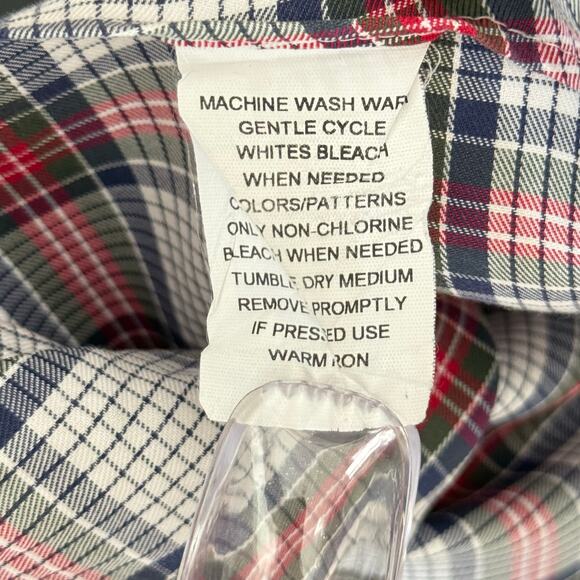 MACHINE WASH WAR
GENTLE CYCLE
WHITES BLEACH
WHEN NEEDED
COLORS/PATTERNS
ONLY NON-CHLORINE
BLEACH WHEN NEEDED
TUMBLE DRY MEDIUM
REMOVE PROMPTLY
IF PRESSED USE
WARM IRON